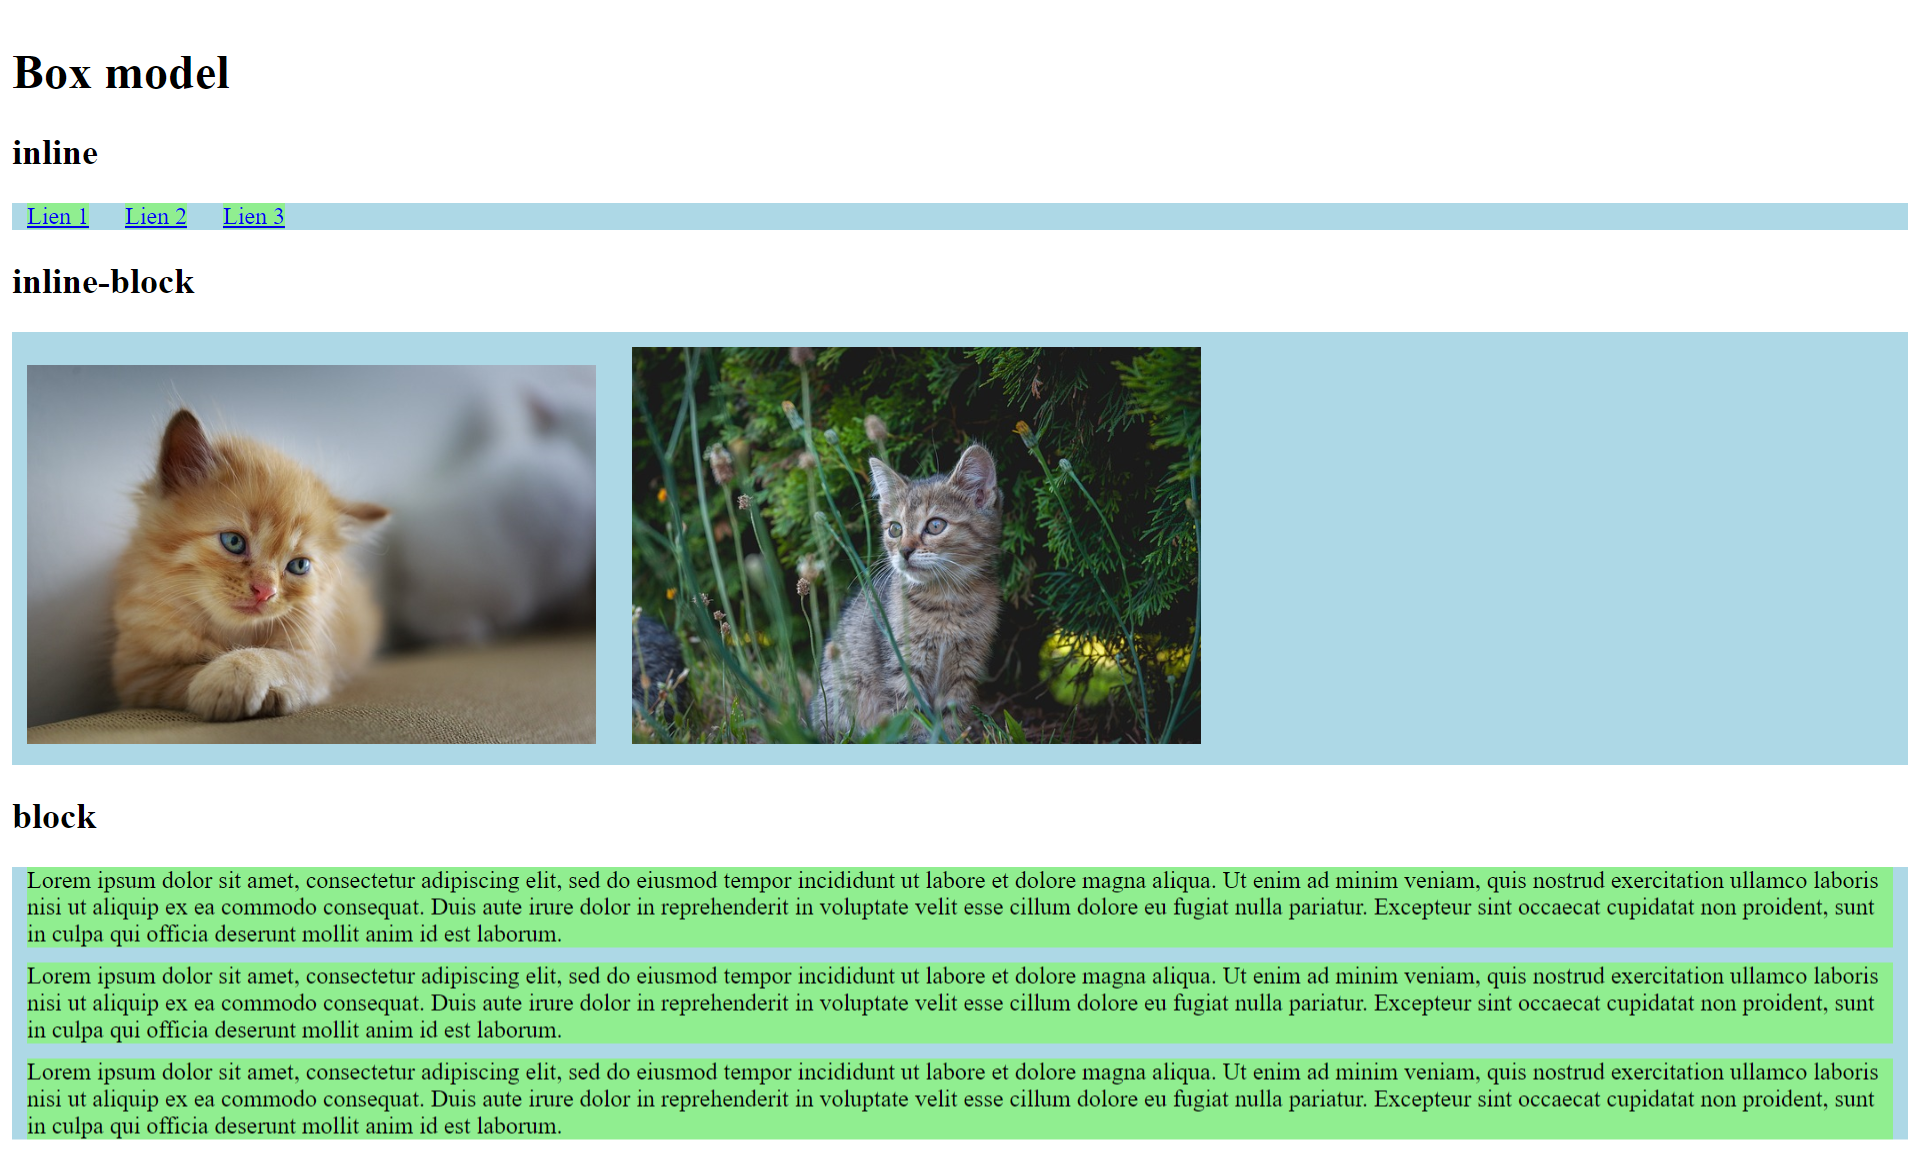 Box model
inline
Lien 1 Lien 2 Lien 3
inline-block
block
Lorem ipsum dolor sit amet, consectetur adipiscing elit, sed do eiusmod tempor incididunt ut labore et dolore magna aliqua. Ut enim ad minim veniam, quis nostrud exercitation ullamco laboris
nisi ut aliquip ex ea commodo consequat. Duis aute irure dolor in reprehenderit in voluptate velit esse cillum dolore eu fugiat nulla pariatur. Excepteur sint occaecat cupidatat non proident, sunt
in culpa qui officia deserunt mollit anim id est laborum.
Lorem ipsum dolor sit amet, consectetur adipiscing elit, sed do eiusmod tempor incididunt ut labore et dolore magna aliqua. Ut enim ad minim veniam, quis nostrud exercitation ullamco laboris
nisi ut aliquip ex ea commodo consequat. Duis aute irure dolor in reprehenderit in voluptate velit esse cillum dolore eu fugiat nulla pariatur. Excepteur sint occaecat cupidatat non proident, sunt
in culpa qui officia deserunt mollit anim id est laborum.
Lorem ipsum dolor sit amet, consectetur adipiscing elit, sed do eiusmod tempor incididunt ut labore et dolore magna aliqua. Ut enim ad minim veniam, quis nostrud exercitation ullamco laboris
nisi ut aliquip ex ea commodo consequat. Duis aute irure dolor in reprehenderit in voluptate velit esse cillum dolore eu fugiat nulla pariatur. Excepteur sint occaecat cupidatat non proident, sunt
in culpa qui officia deserunt mollit anim id est laborum.